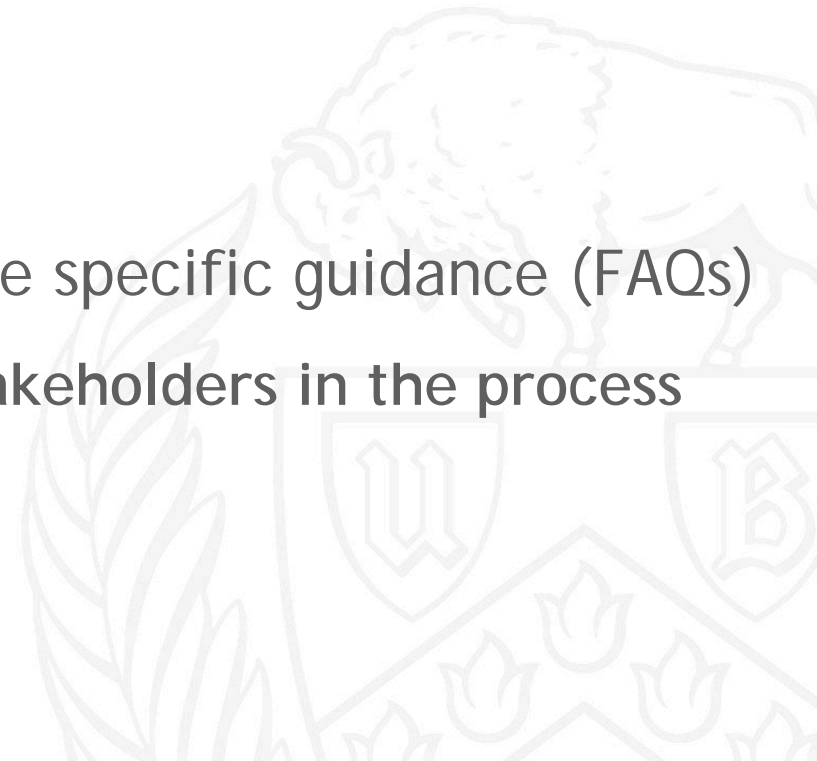 e specific guidance (FAQs)
akeholders in the process
U B